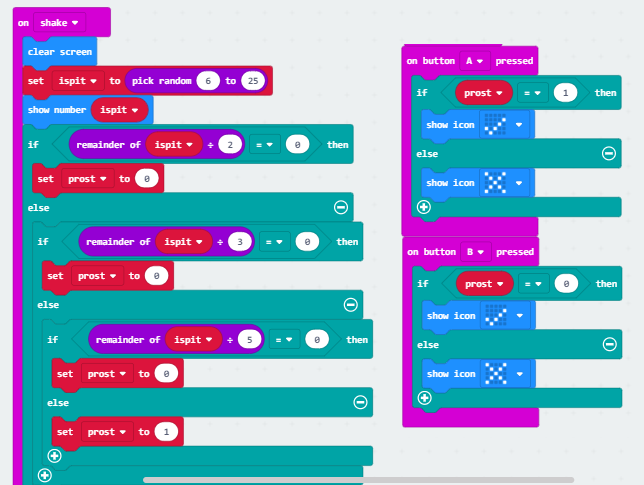 on shake
clear screen
set ispit to pick random 6 to 25
show number ispit
if remainder of ispit ÷ 2 = 0 then
set prost to 0
else
if remainder of ispit ÷ 3 = 0 then
set prost to 0
else
if remainder of ispit ÷ 5 = 0 then
set prost to 0
else
set prost to 1
on button A pressed
if prost = 1 then
show icon
else
show icon
on button B pressed
if prost = 0 then
show icon
else
show icon